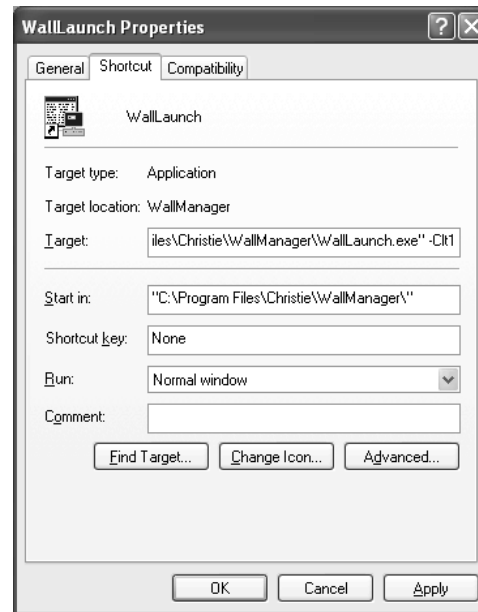 WallLaunch Properties
General Shortcut Compatibility
WallLaunch
Target type: Application
Target location: WallManager
Target: iles\Christie\WallManager\WallLaunch.exe" -Clt1
Start in: "C:\Program Files\Christie\WallManager\"
Shortcut key: None
Run: Normal window
Comment:
Find Target... Change Icon... Advanced...
OK Cancel Apply